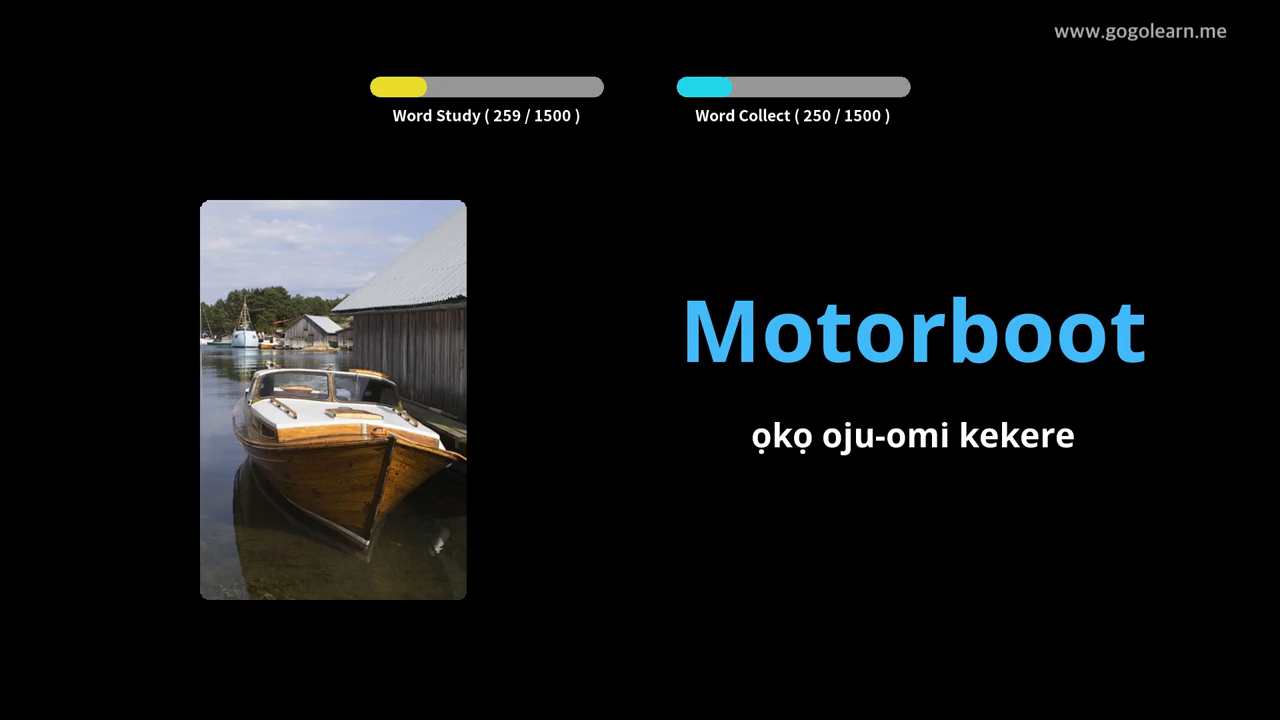 www.gogolearn.me
Word Study ( 259 / 1500 )
Word Collect ( 250 / 1500 )
Motorboot
ọkọ oju-omi kekere